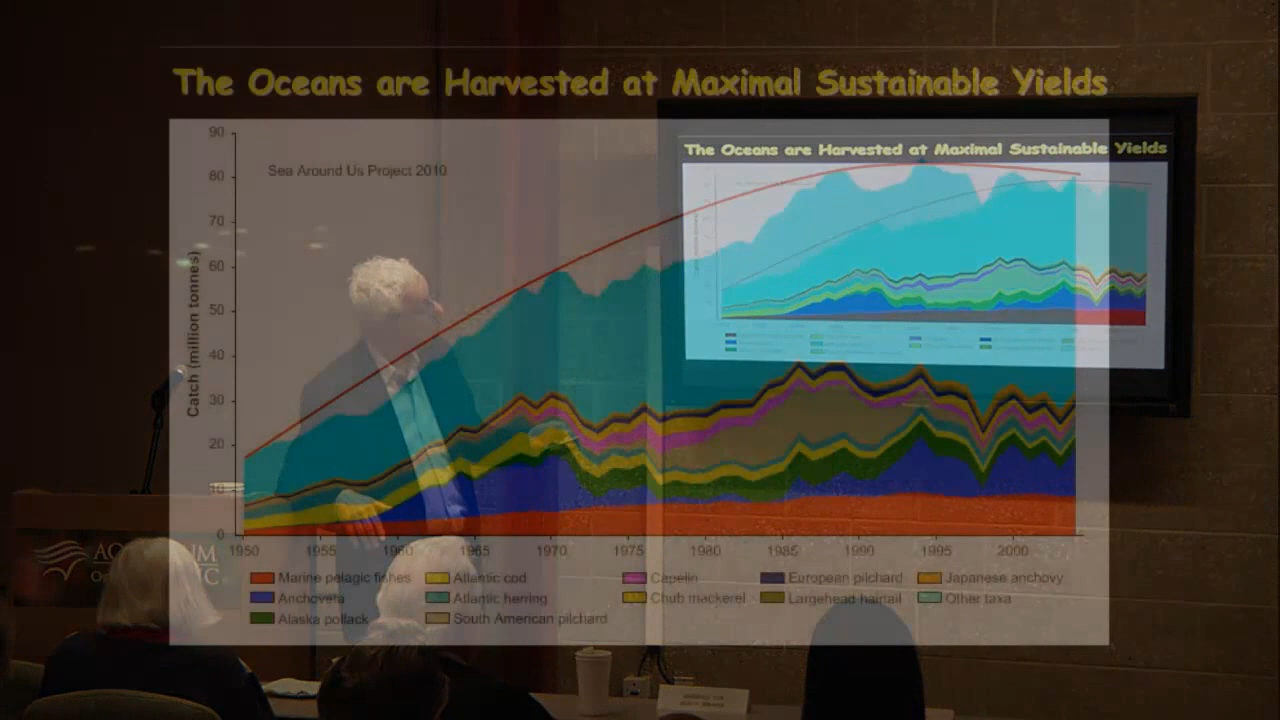 The Oceans are Harvested at Maximal Sustainable Yields
The Oceans are Harvested at Maximal Sustainable Yields
Sea Around Us Project 2010
Catch (million tonnes)
90
80
70
60
50
40
30
20
10
0
1950 1955 1960 1965 1970 1975 1980 1985 1990 1995 2000
Marine pelagic fishes Atlantic cod Capelin European pilchard Japanese anchovy
Anchoveta Atlantic herring Chub mackerel Largehead hairtail Other taxa
Alaska pollack South American pilchard